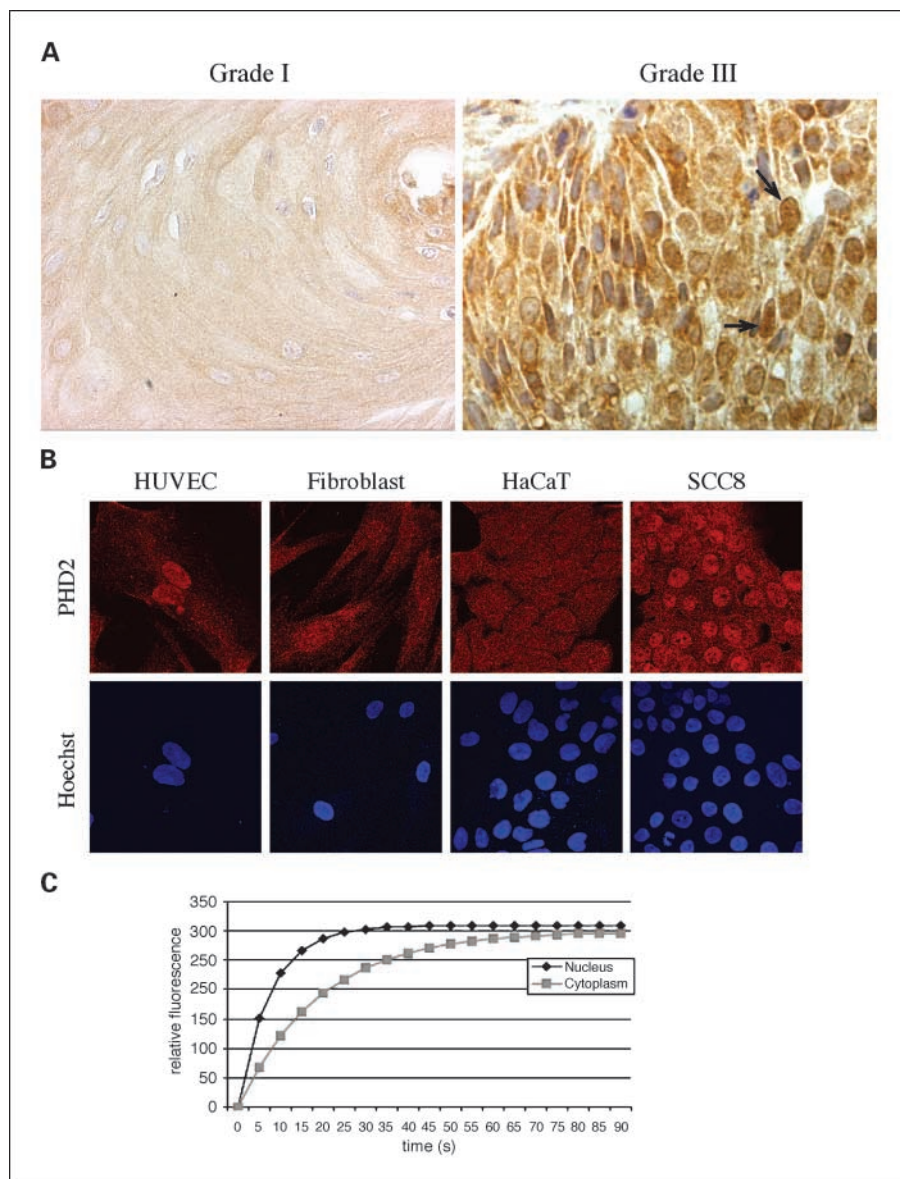 A
Grade I Grade III
B
HUVEC Fibroblast HaCaT SCC8
PHD2
Hoechst
C
350
300
250
250
150
100
50
0
relative fluorescence
Nucleus
Cytoplasm
0 5 10 15 20 25 30 35 40 45 50 55 60 65 70 75 80 85 90
time (s)